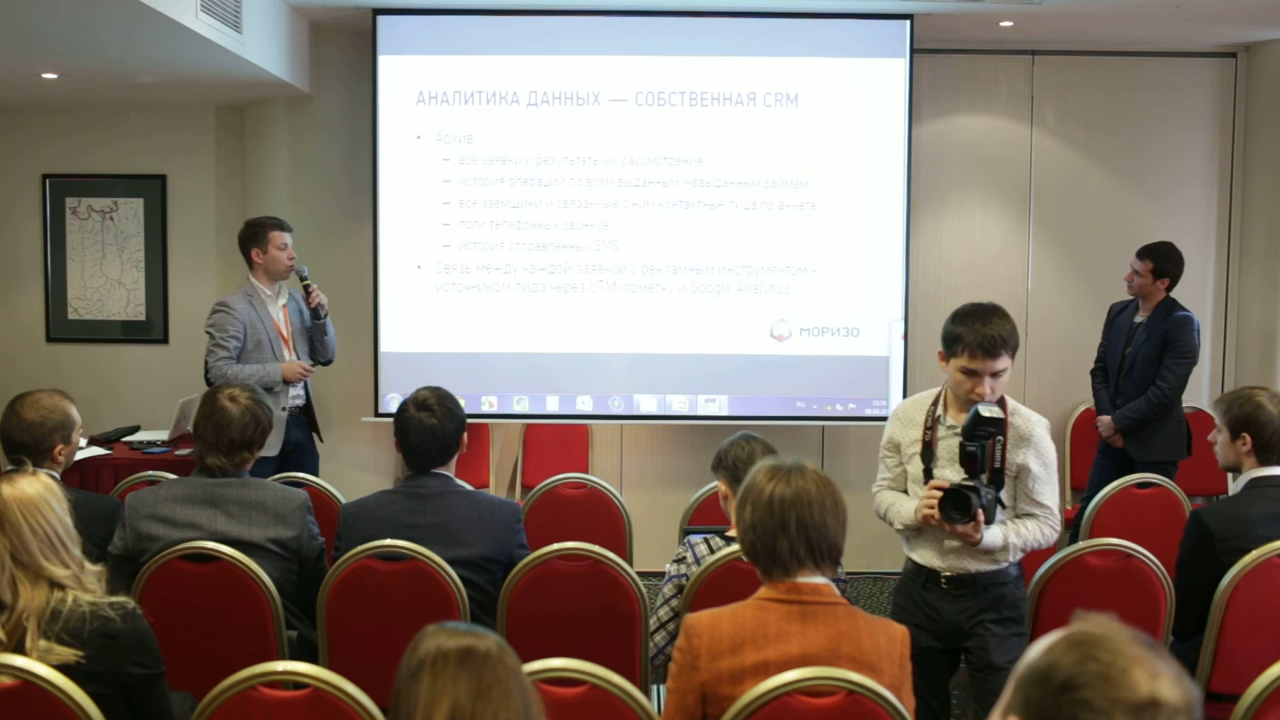 АНАЛИТИКА ДАННЫХ — СОБСТВЕННАЯ CRM
• Архив
— все заявки и результаты их рассмотрения
— история операций по всем выданным/невыданным займам
— все заемщики и связанные с ним контактные лица по анкете
— логи телефонных звонков
— история отправленных SMS
• Связь между каждой заявкой с рекламным инструментом -
источником лида через UTM-пометку и Google Analytics
МОРИЗО
RU
Canon